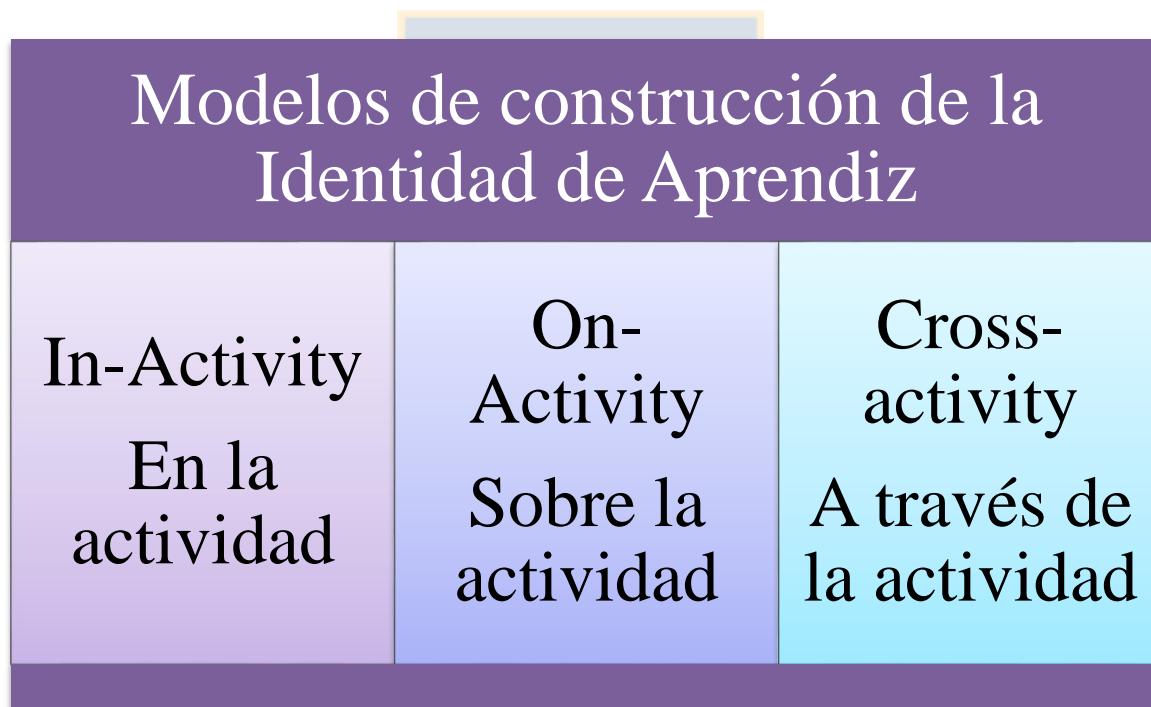 Modelos de construcción de la
Identidad de Aprendiz
In-Activity
En la
actividad
On-
Activity
Sobre la
actividad
Cross-
activity
A través de
la actividad